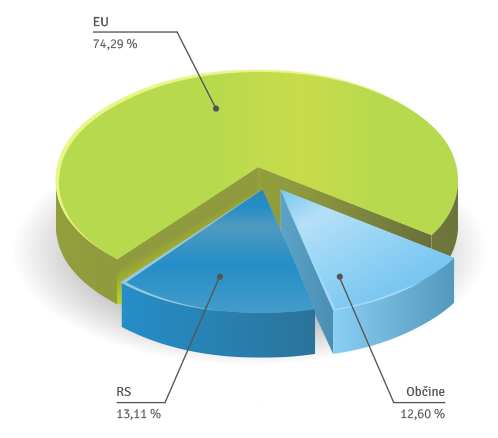 EU
74,29 %
RS
13,11 %
Občine
12,60 %